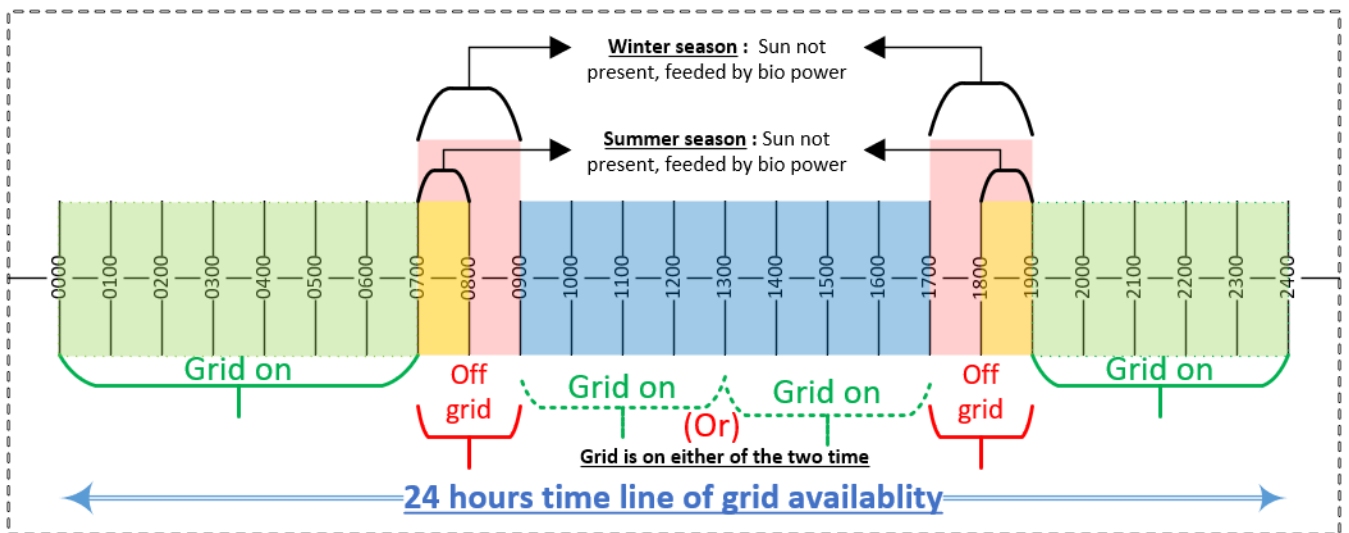 Winter season : Sun not
present, feeded by bio power
Summer season : Sun not
present, feeded by bio power
0000
0100
0200
0300
0400
0500
0600
0700
0800
0900
1000
1100
1200
1300
1400
1500
1600
1700
1800
1900
2000
2100
2200
2300
2400
Grid on
Off
grid
Grid on
(Or)
Grid on
Off
grid
Grid on
Grid is on either of the two time
24 hours time line of grid availablity